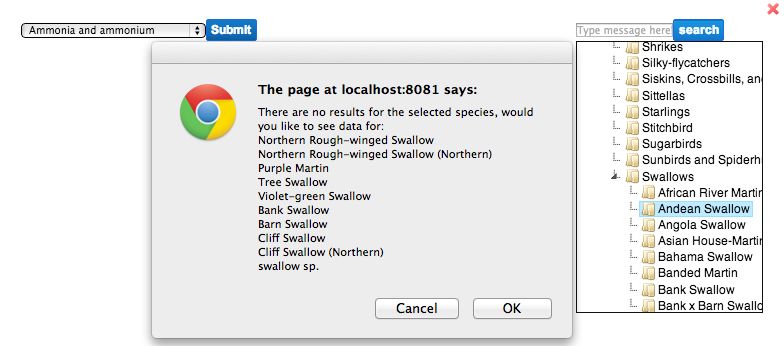 Ammonia and ammonium
Submit
Type message here
search
The page at localhost:8081 says:
There are no results for the selected species, would
you like to see data for:
Northern Rough-winged Swallow
Northern Rough-winged Swallow (Northern)
Purple Martin
Tree Swallow
Violet-green Swallow
Bank Swallow
Barn Swallow
Cliff Swallow
Cliff Swallow (Northern)
swallow sp.
Cancel
OK
Shrikes
Silky-flycatchers
Siskins, Crossbills, and
Sittellas
Starlings
Stitchbird
Sugarbirds
Sunbirds and Spiderh
Swallows
African River Martin
Andean Swallow
Angola Swallow
Asian House-Martin
Bahama Swallow
Banded Martin
Bank Swallow
Bank x Barn Swallo